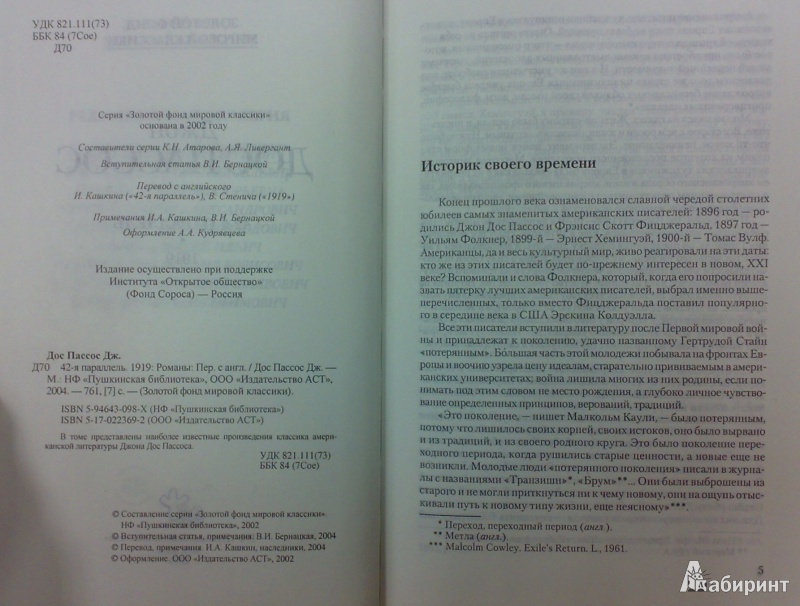 УДК 821.111(73)
ББК 84 (7Сое)
Д70
Серия «Золотой фонд мировой классики»
основана в 2002 году
Составители серии К.Н. Атарова, А.Я. Ливергант
Вступительная статья В.И. Бернацкой
Перевод с английского
И. Кашкина («42-я параллель»), В. Стенича («1919»)
Примечания И.А. Кашкина, В.И. Бернацкой
Оформление А.А. Кудрявцева
Издание осуществлено при поддержке
Института «Открытое общество»
(Фонд Сороса) — Россия
Дос Пассос Дж.
Д70 42-я параллель. 1919: Романы: Пер. с англ. / Дос Пассос Дж. —
М.: НФ «Пушкинская библиотека», ООО «Издательство АСТ»,
2004. — 761, [7] с. — (Золотой фонд мировой классики).
ISBN 5-94643-098-X (НФ «Пушкинская библиотека»)
ISBN 5-17-022369-2 (ООО «Издательство АСТ»)
В томе представлены наиболее известные произведения классика амери-
канской литературы Джона Дос Пассоса.
УДК 821.111(73)
ББК 84 (7Сое)
© Составление серии «Золотой фонд мировой классики».
НФ «Пушкинская библиотека», 2002
© Вступительная статья, примечания. В.И. Бернацкая, 2004
© Перевод, примечания. И.А. Кашкин, наследники, 2004
© Оформление. ООО «Издательство АСТ», 2002
Историк своего времени
Конец прошлого века ознаменовался славной чередой столетних
юбилеев самых знаменитых американских писателей: 1896 год — ро-
дились Джон Дос Пассос и Фрэнсис Скотт Фицджеральд, 1897 год —
Уильям Фолкнер, 1899-й — Эрнест Хемингуэй, 1900-й — Томас Вулф.
Американцы, да и весь культурный мир, живо реагировали на эти даты:
кто же из этих писателей будет по-прежнему интересен в новом, XXI
веке? Вспоминали и слова Фолкнера, который, когда его попросили на-
звать пятерку лучших американских писателей, выбрал именно выше-
перечисленных, только вместо Фицджеральда поставил популярного
в середине века в США Эрскина Колдуэлла.
Все эти писатели вступили в литературу после Первой мировой вой-
ны и принадлежат к поколению, удачно названному Гертрудой Стайн
«потерянным». Бóльшая часть этой молодежи побывала на фронтах Ев-
ропы и воочию узрела цену идеалам, старательно прививаемым в аме-
риканских университетах; война лишила многих из них родины, если по-
нимать под этим словом не место рождения, а глубоко личное чувство-
вание определенных принципов, верований, традиций.
«Это поколение, — пишет Малкольм Каули, — было потерянным,
потому что лишилось своих корней, своих истоков, оно было вырвано
и из традиций, и из своего родного круга. Это было поколение пере-
ходного периода, когда рушились старые ценности, а новые еще не
возникли. Молодые люди «потерянного поколения» писали в журна-
лы с названиями «Транзишн»*, «Брум»**... Они были выброшены из
старого и не могли приткнуться ни к чему новому, они на ощупь отыс-
кивали путь к новому типу жизни, еще неясному»***.
* Переход, переходный период (англ.).
** Метла (англ.).
*** Malcolm Cowley. Exile's Return. L., 1961.
5
Лабиринт